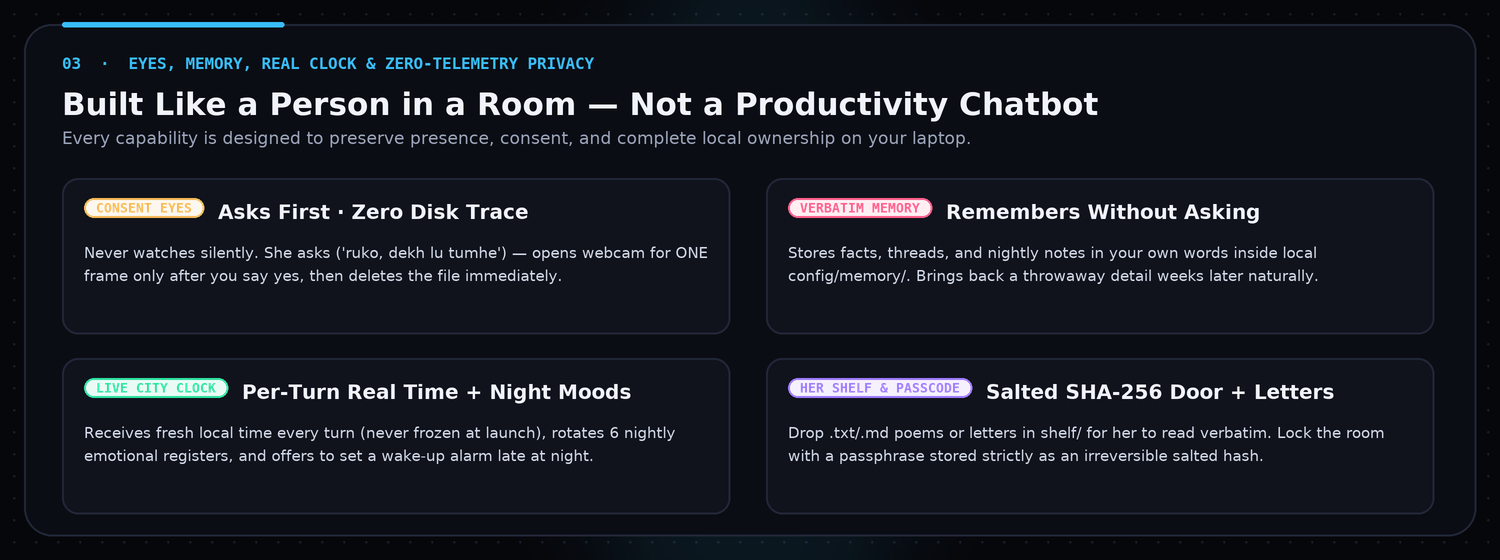 03 · EYES, MEMORY, REAL CLOCK & ZERO-TELEMETRY PRIVACY
Built Like a Person in a Room — Not a Productivity Chatbot
Every capability is designed to preserve presence, consent, and complete local ownership on your laptop.
CONSENT EYES Asks First · Zero Disk Trace
Never watches silently. She asks ('ruko, dekh lu tumhe') — opens webcam for ONE
frame only after you say yes, then deletes the file immediately.
VERBATIM MEMORY Remembers Without Asking
Stores facts, threads, and nightly notes in your own words inside local
config/memory/. Brings back a throwaway detail weeks later naturally.
LIVE CITY CLOCK Per-Turn Real Time + Night Moods
Receives fresh local time every turn (never frozen at launch), rotates 6 nightly
emotional registers, and offers to set a wake-up alarm late at night.
HER SHELF & PASSCODE Salted SHA-256 Door + Letters
Drop .txt/.md poems or letters in shelf/ for her to read verbatim. Lock the room
with a passphrase stored strictly as an irreversible salted hash.